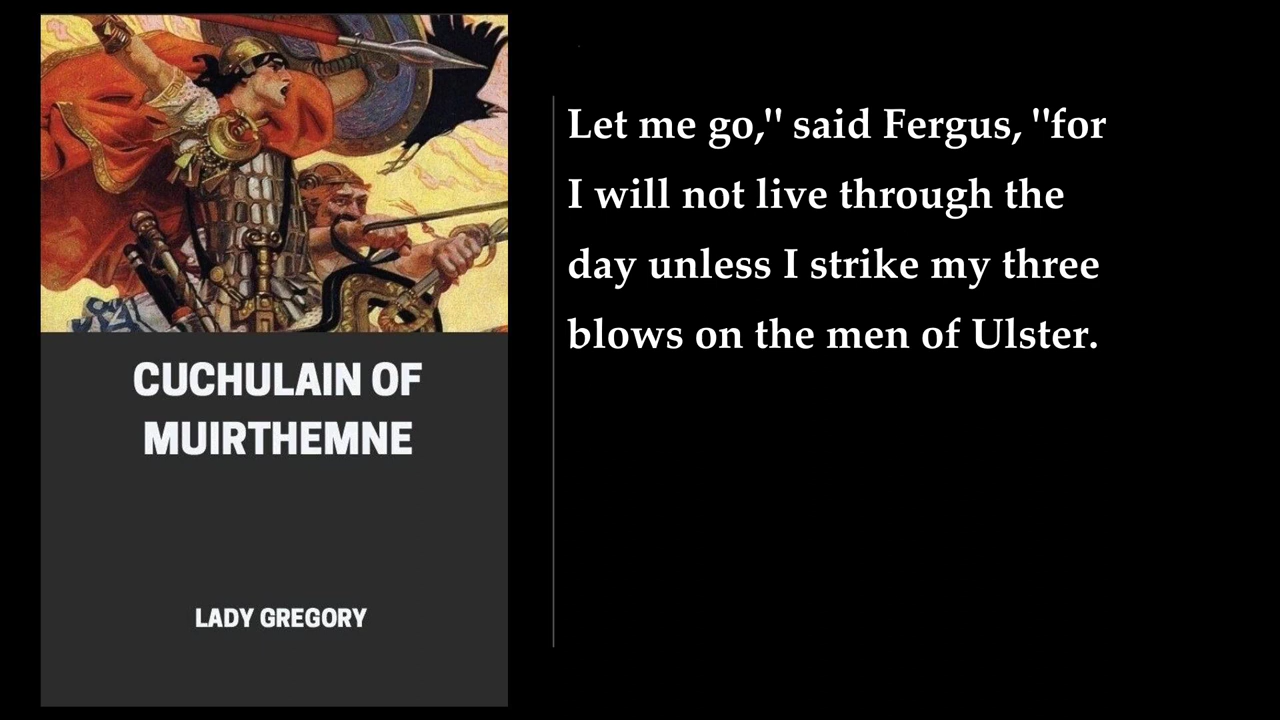 CUCHULAIN OF
MUIRTHEMNE
LADY GREGORY
Let me go," said Fergus, "for
I will not live through the
day unless I strike my three
blows on the men of Ulster.